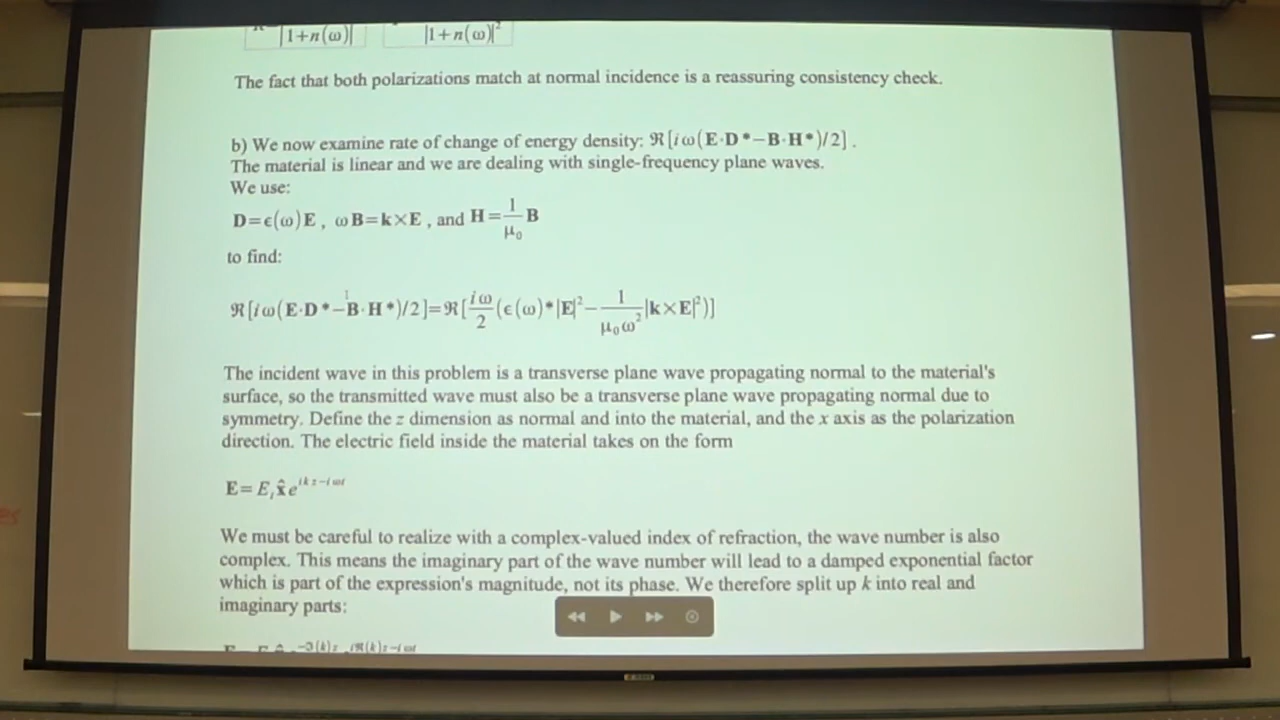 |1+n(ω)| |1+n(ω)|²
The fact that both polarizations match at normal incidence is a reassuring consistency check.
b) We now examine rate of change of energy density: ℜ[iω(E·D*−B·H*)/2].
The material is linear and we are dealing with single-frequency plane waves.
We use:
D=ϵ(ω)E, ωB=k×E, and H=1/μ₀ B
to find:
ℜ[iω(E·D*−B·H*)/2]=ℜ[iω/2(ϵ(ω)*|E|²−1/μ₀ω²|k×E|²)]
The incident wave in this problem is a transverse plane wave propagating normal to the material's
surface, so the transmitted wave must also be a transverse plane wave propagating normal due to
symmetry. Define the z dimension as normal and into the material, and the x axis as the polarization
direction. The electric field inside the material takes on the form
E=Eₜx̂e^{ikz−iωt}
We must be careful to realize with a complex-valued index of refraction, the wave number is also
complex. This means the imaginary part of the wave number will lead to a damped exponential factor
which is part of the expression's magnitude, not its phase. We therefore split up k into real and
imaginary parts: